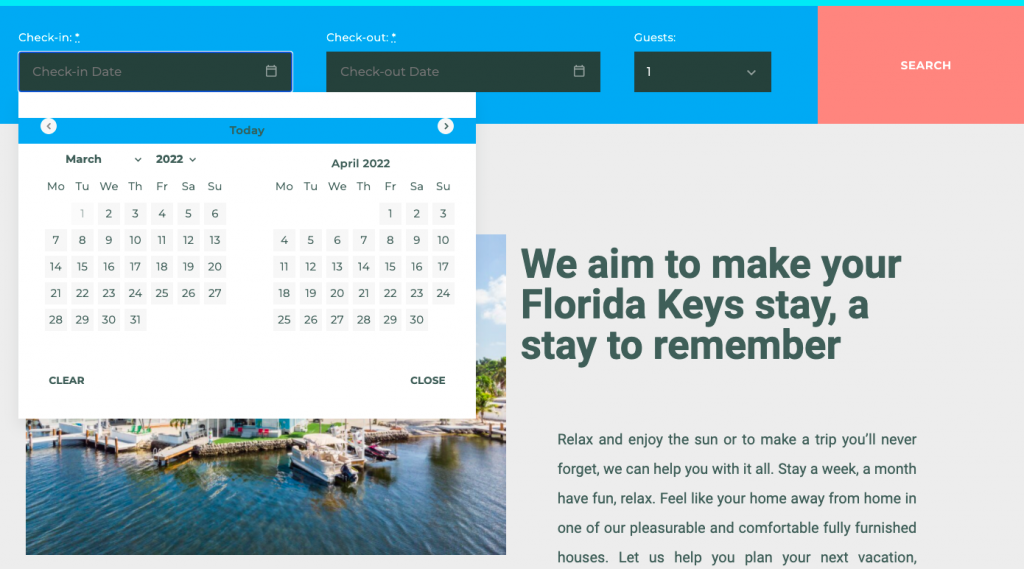 Check-in: * Check-out: * Guests:
Check-in Date Check-out Date 1 SEARCH
Today
March 2022 April 2022
Mo Tu We Th Fr Sa Su Mo Tu We Th Fr Sa Su
1 2 3 4 5 6 1 2 3
7 8 9 10 11 12 13 4 5 6 7 8 9 10
14 15 16 17 18 19 20 11 12 13 14 15 16 17
21 22 23 24 25 26 27 18 19 20 21 22 23 24
28 29 30 31 25 26 27 28 29 30
CLEAR CLOSE
We aim to make your
Florida Keys stay, a
stay to remember
Relax and enjoy the sun or to make a trip you’ll never
forget, we can help you with it all. Stay a week, a month
have fun, relax. Feel like your home away from home in
one of our pleasurable and comfortable fully furnished
houses. Let us help you plan your next vacation,